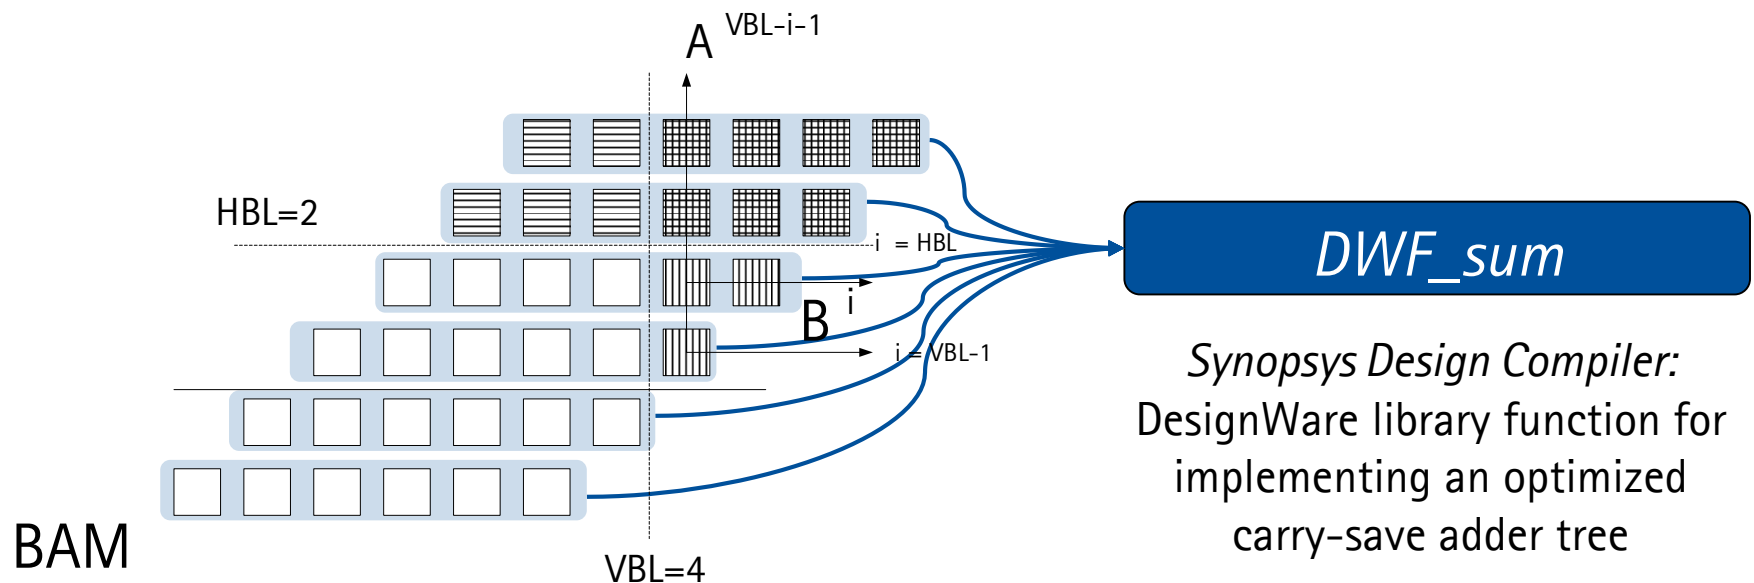 A VBL-i-1
HBL=2
i = HBL
DWF_sum
B i
i = VBL-1
Synopsys Design Compiler:
DesignWare library function for
implementing an optimized
carry-save adder tree
BAM
VBL=4